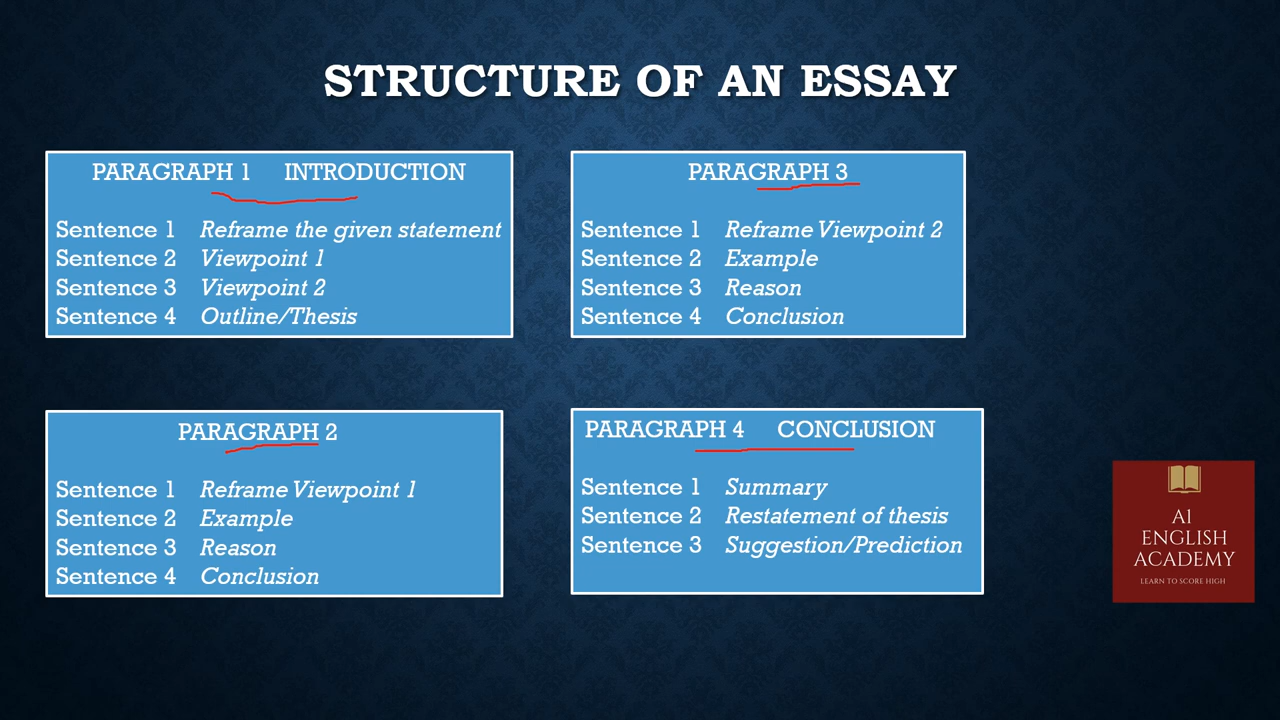 STRUCTURE OF AN ESSAY
PARAGRAPH 1 INTRODUCTION
Sentence 1 Reframe the given statement
Sentence 2 Viewpoint 1
Sentence 3 Viewpoint 2
Sentence 4 Outline/Thesis
PARAGRAPH 2
Sentence 1 Reframe Viewpoint 1
Sentence 2 Example
Sentence 3 Reason
Sentence 4 Conclusion
PARAGRAPH 3
Sentence 1 Reframe Viewpoint 2
Sentence 2 Example
Sentence 3 Reason
Sentence 4 Conclusion
PARAGRAPH 4 CONCLUSION
Sentence 1 Summary
Sentence 2 Restatement of thesis
Sentence 3 Suggestion/Prediction
A1
ENGLISH
ACADEMY
LEARN TO SCORE HIGH